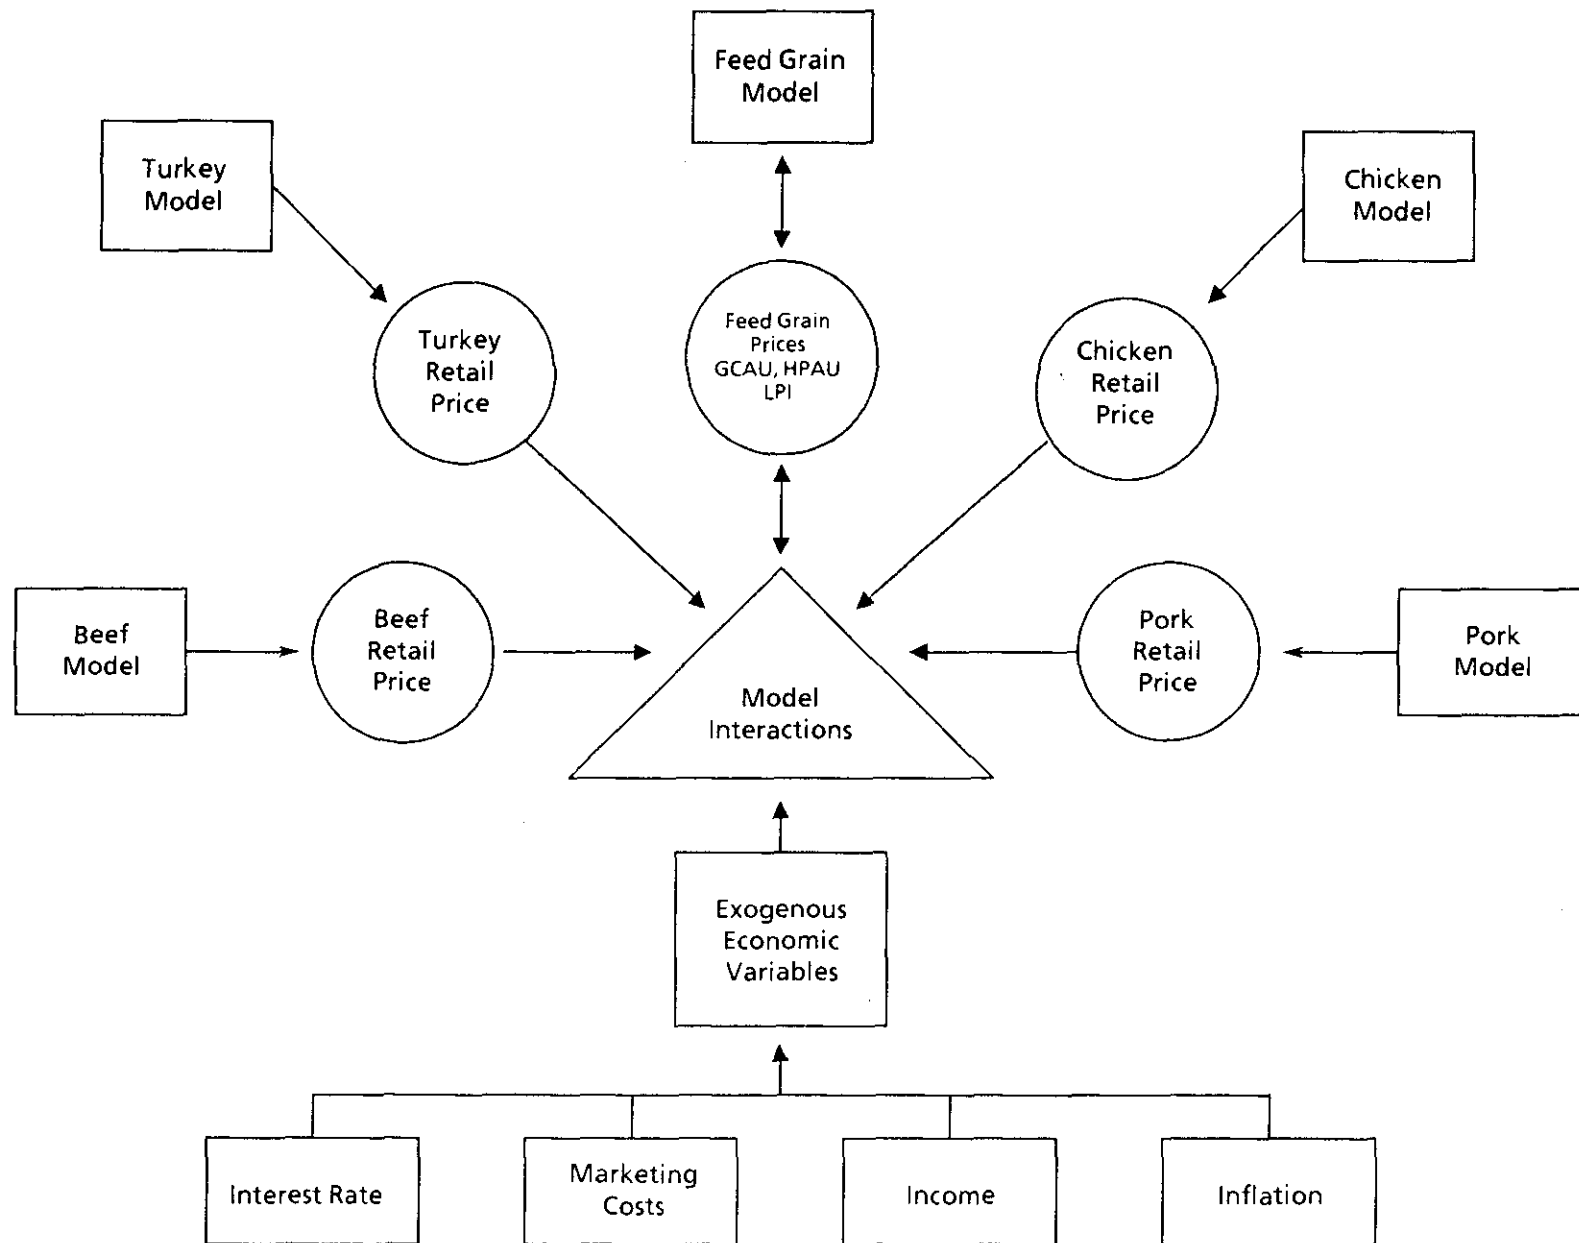 Feed Grain
Model
Turkey
Model
Chicken
Model
Turkey
Retail
Price
Feed Grain
Prices
GCAU, HPAU
LPI
Chicken
Retail
Price
Beef
Model
Beef
Retail
Price
Model
Interactions
Pork
Retail
Price
Pork
Model
Exogenous
Economic
Variables
Interest Rate
Marketing
Costs
Income
Inflation